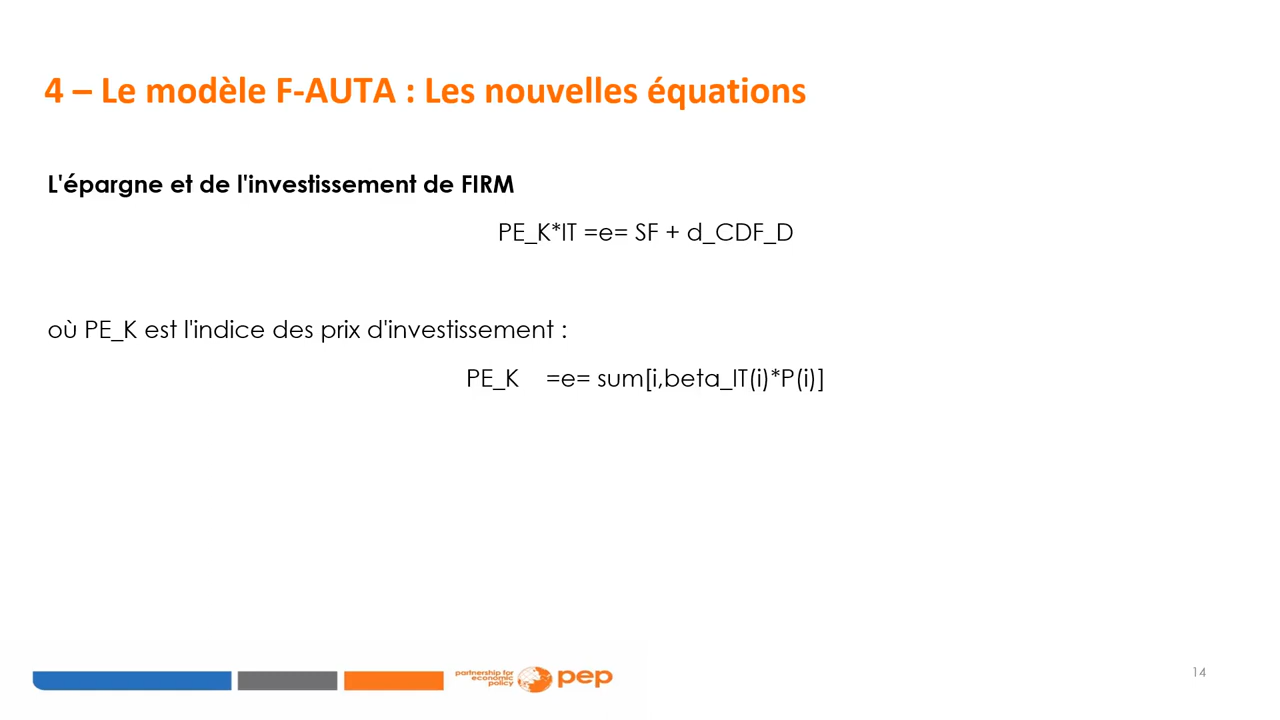 4 – Le modèle F-AUTA : Les nouvelles équations
L'épargne et de l'investissement de FIRM
PE_K*IT =e= SF + d_CDF_D
où PE_K est l'indice des prix d'investissement :
PE_K =e= sum[i,beta_IT(i)*P(i)]
partnership for
economic
policy
pep
14